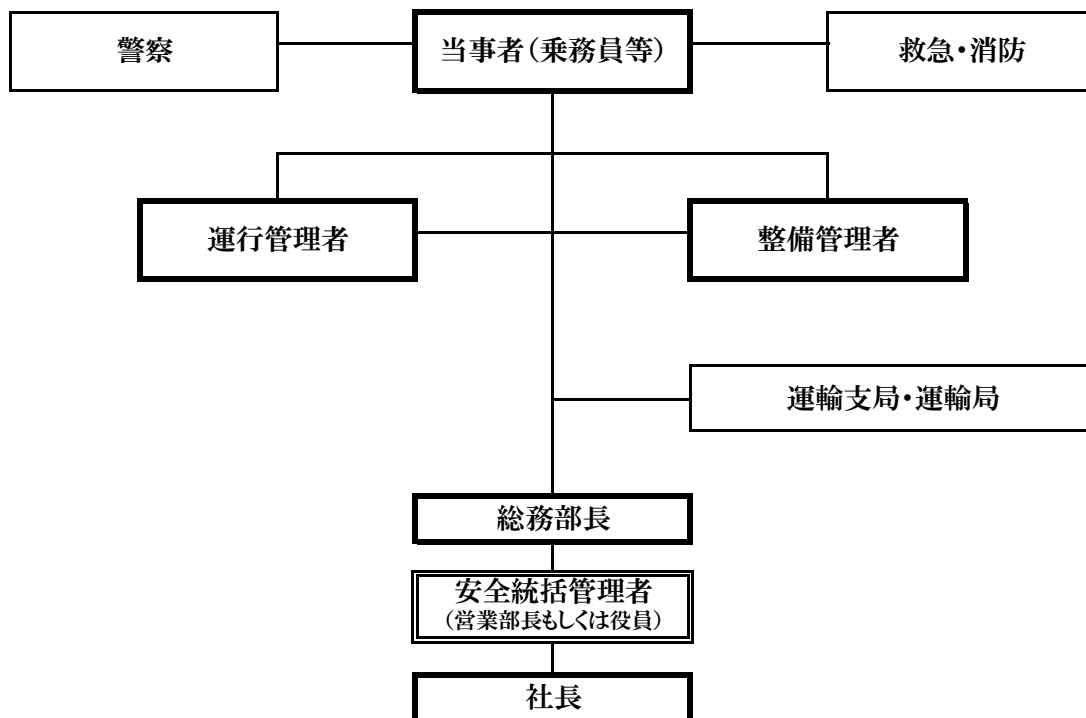 警察
当事者（乗務員等）
救急・消防
運行管理者
整備管理者
運輸支局・運輸局
総務部長
安全統括管理者
（営業部長もしくは役員）
社長